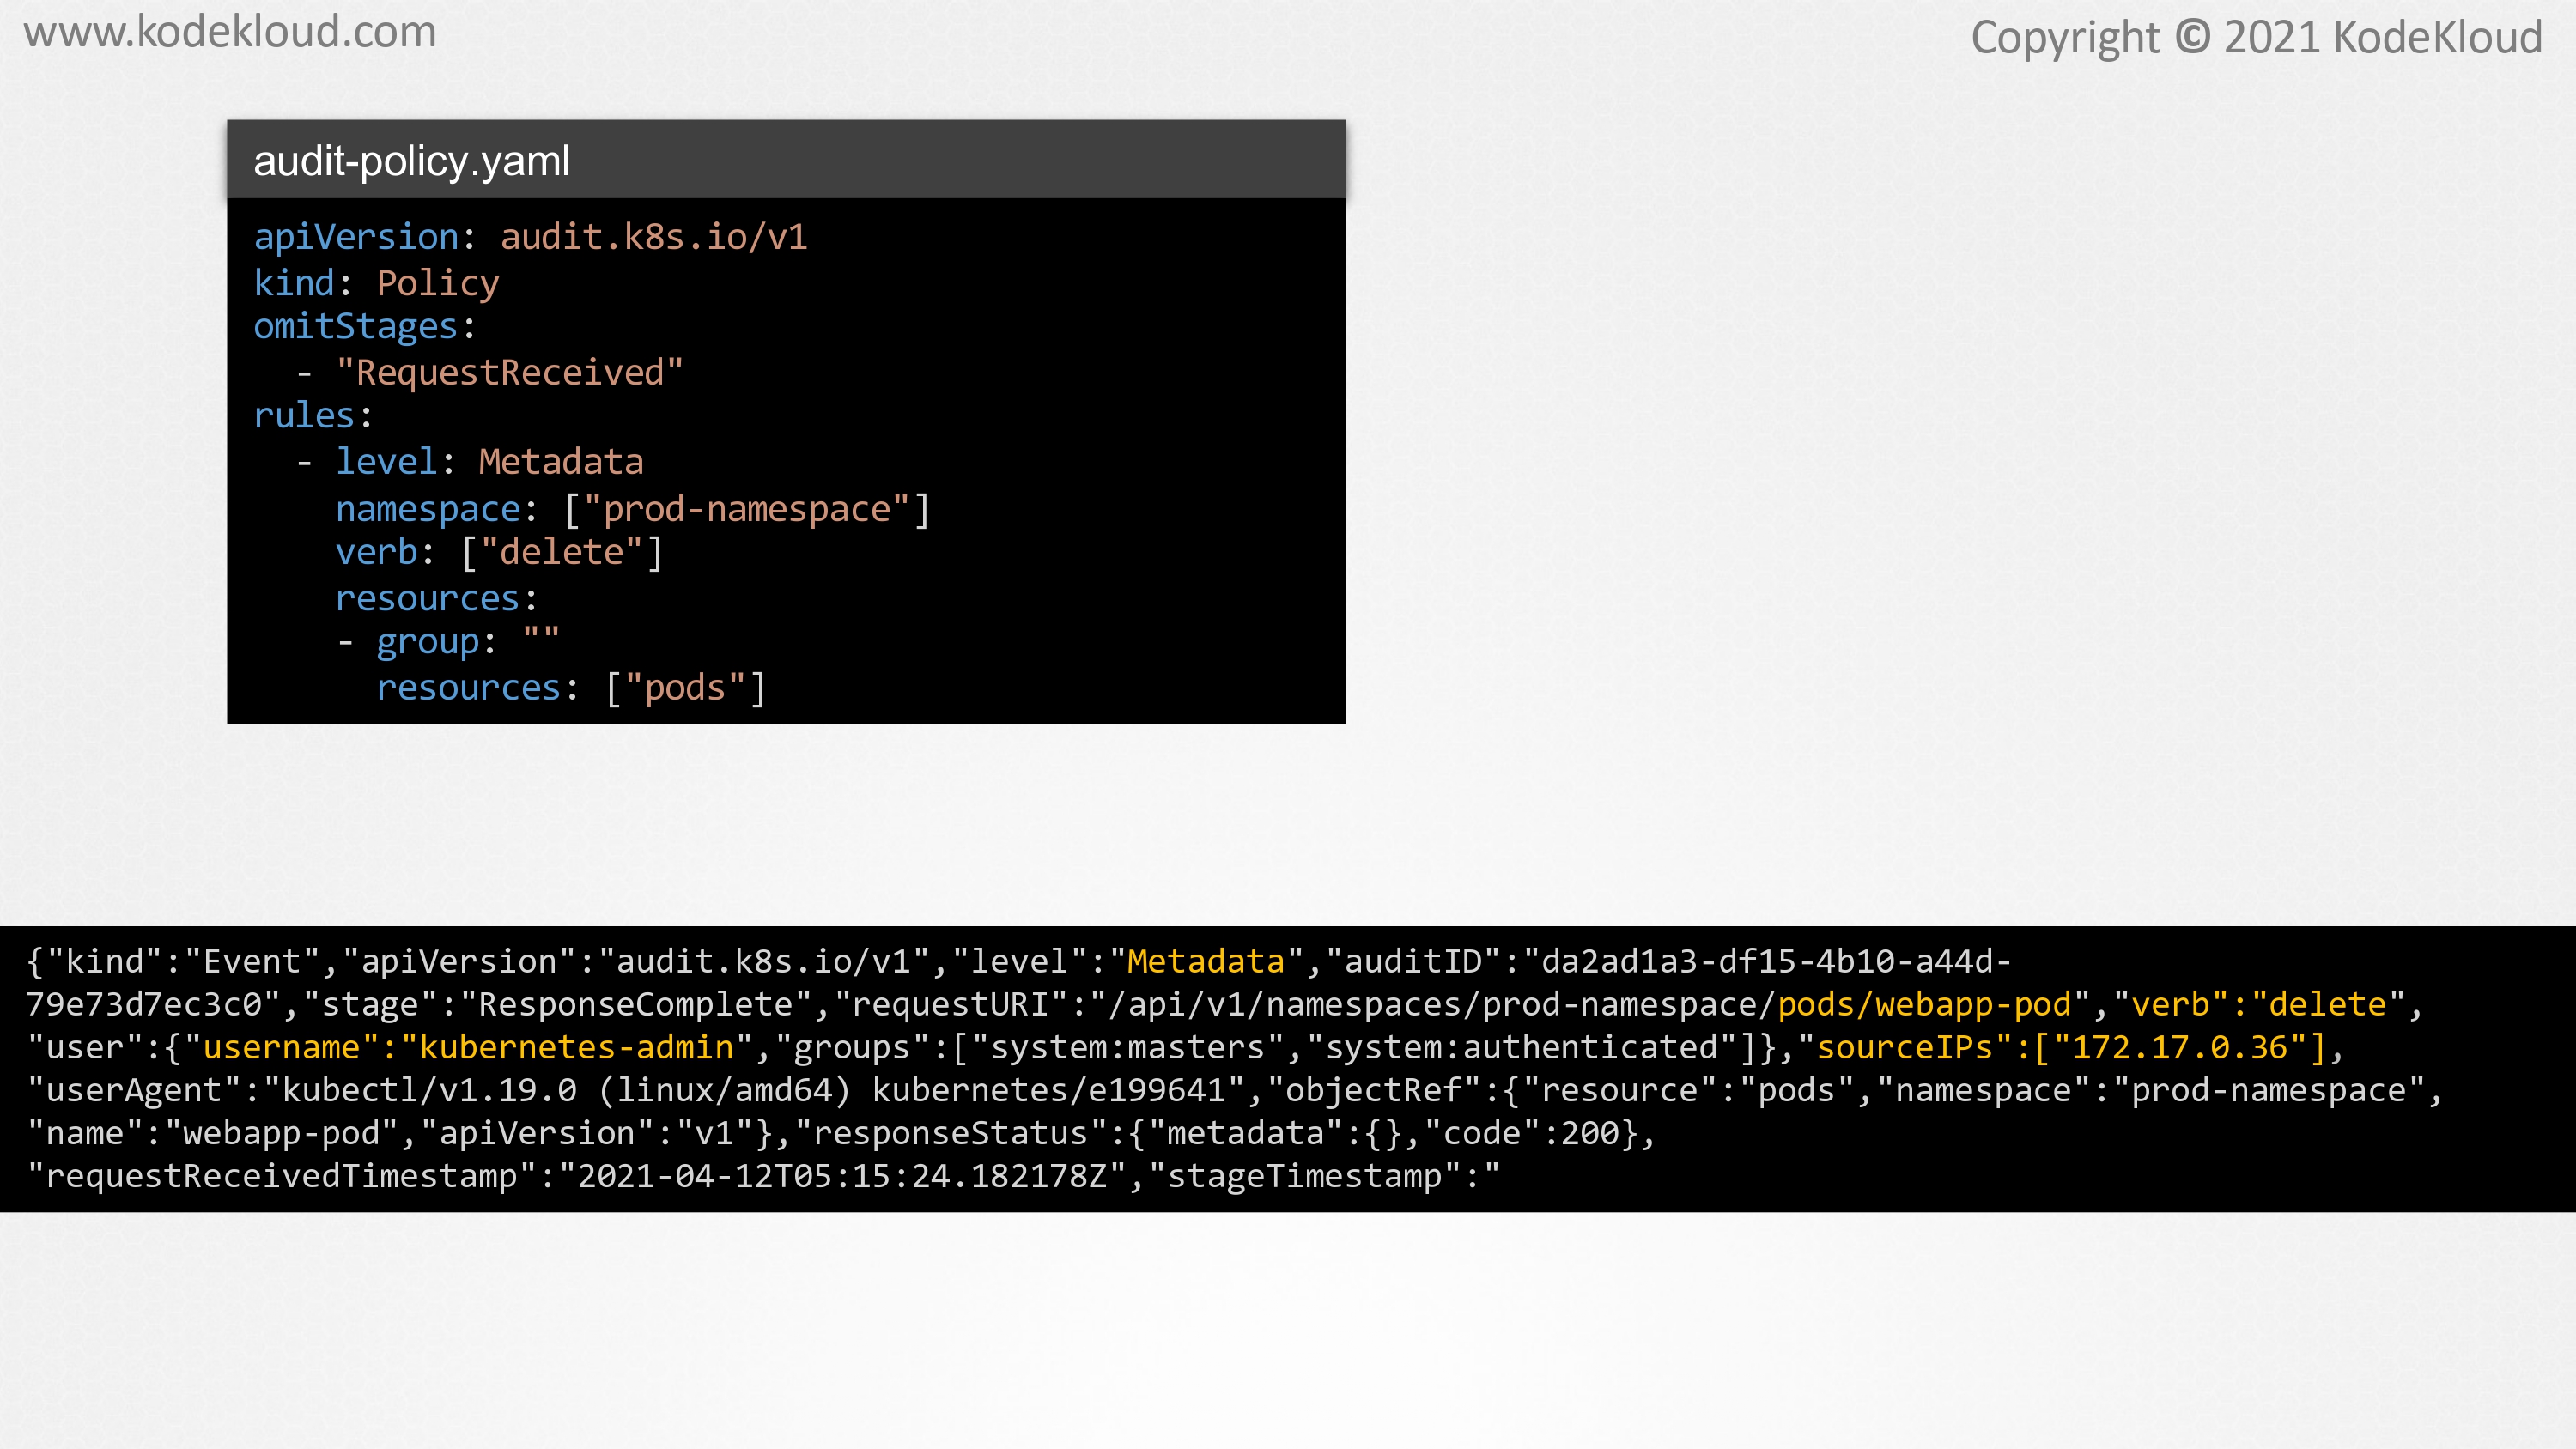 www.kodekloud.com
Copyright © 2021 KodeKloud
audit-policy.yaml
apiVersion: audit.k8s.io/v1
kind: Policy
omitStages:
  - "RequestReceived"
rules:
  - level: Metadata
    namespace: ["prod-namespace"]
    verb: ["delete"]
    resources:
    - group: ""
      resources: ["pods"]
{"kind":"Event","apiVersion":"audit.k8s.io/v1","level":"Metadata","auditID":"da2ad1a3-df15-4b10-a44d-
79e73d7ec3c0","stage":"ResponseComplete","requestURI":"/api/v1/namespaces/prod-namespace/pods/webapp-pod","verb":"delete",
"user":{"username":"kubernetes-admin","groups":["system:masters","system:authenticated"]},"sourceIPs":["172.17.0.36"],
"userAgent":"kubectl/v1.19.0 (linux/amd64) kubernetes/e199641","objectRef":{"resource":"pods","namespace":"prod-namespace",
"name":"webapp-pod","apiVersion":"v1"},"responseStatus":{"metadata":{},"code":200},
"requestReceivedTimestamp":"2021-04-12T05:15:24.182178Z","stageTimestamp":"